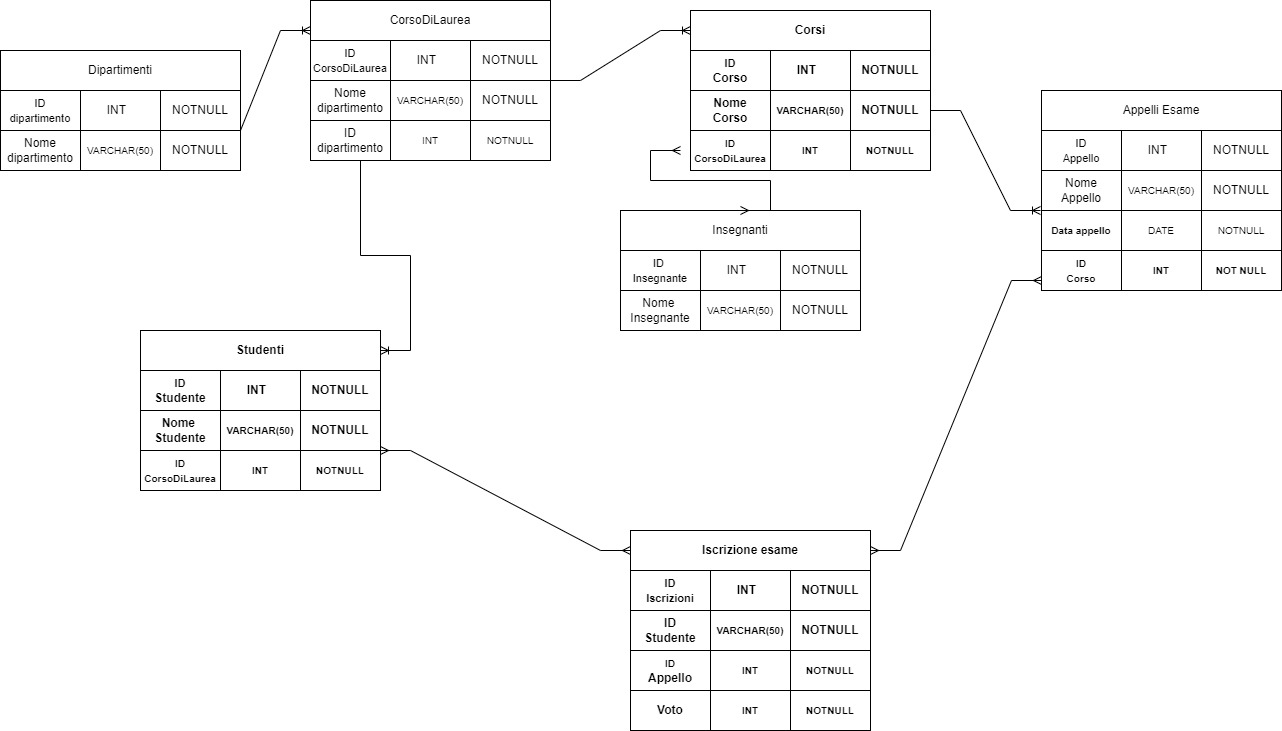 Dipartimenti
ID
dipartimento
INT
NOTNULL
Nome
dipartimento
VARCHAR(50)
NOTNULL
CorsoDiLaurea
ID
CorsoDiLaurea
INT
NOTNULL
Nome
dipartimento
VARCHAR(50)
NOTNULL
ID
dipartimento
INT
NOTNULL
Corsi
ID
Corso
INT
NOTNULL
Nome
Corso
VARCHAR(50)
NOTNULL
ID
CorsoDiLaurea
INT
NOTNULL
Appelli Esame
ID
Appello
INT
NOTNULL
Nome
Appello
VARCHAR(50)
NOTNULL
Data appello
DATE
NOTNULL
ID
Corso
INT
NOT NULL
Insegnanti
ID
Insegnante
INT
NOTNULL
Nome
Insegnante
VARCHAR(50)
NOTNULL
Studenti
ID
Studente
INT
NOTNULL
Nome
Studente
VARCHAR(50)
NOTNULL
ID
CorsoDiLaurea
INT
NOTNULL
Iscrizione esame
ID
Iscrizioni
INT
NOTNULL
ID
Studente
VARCHAR(50)
NOTNULL
ID
Appello
INT
NOTNULL
Voto
INT
NOTNULL